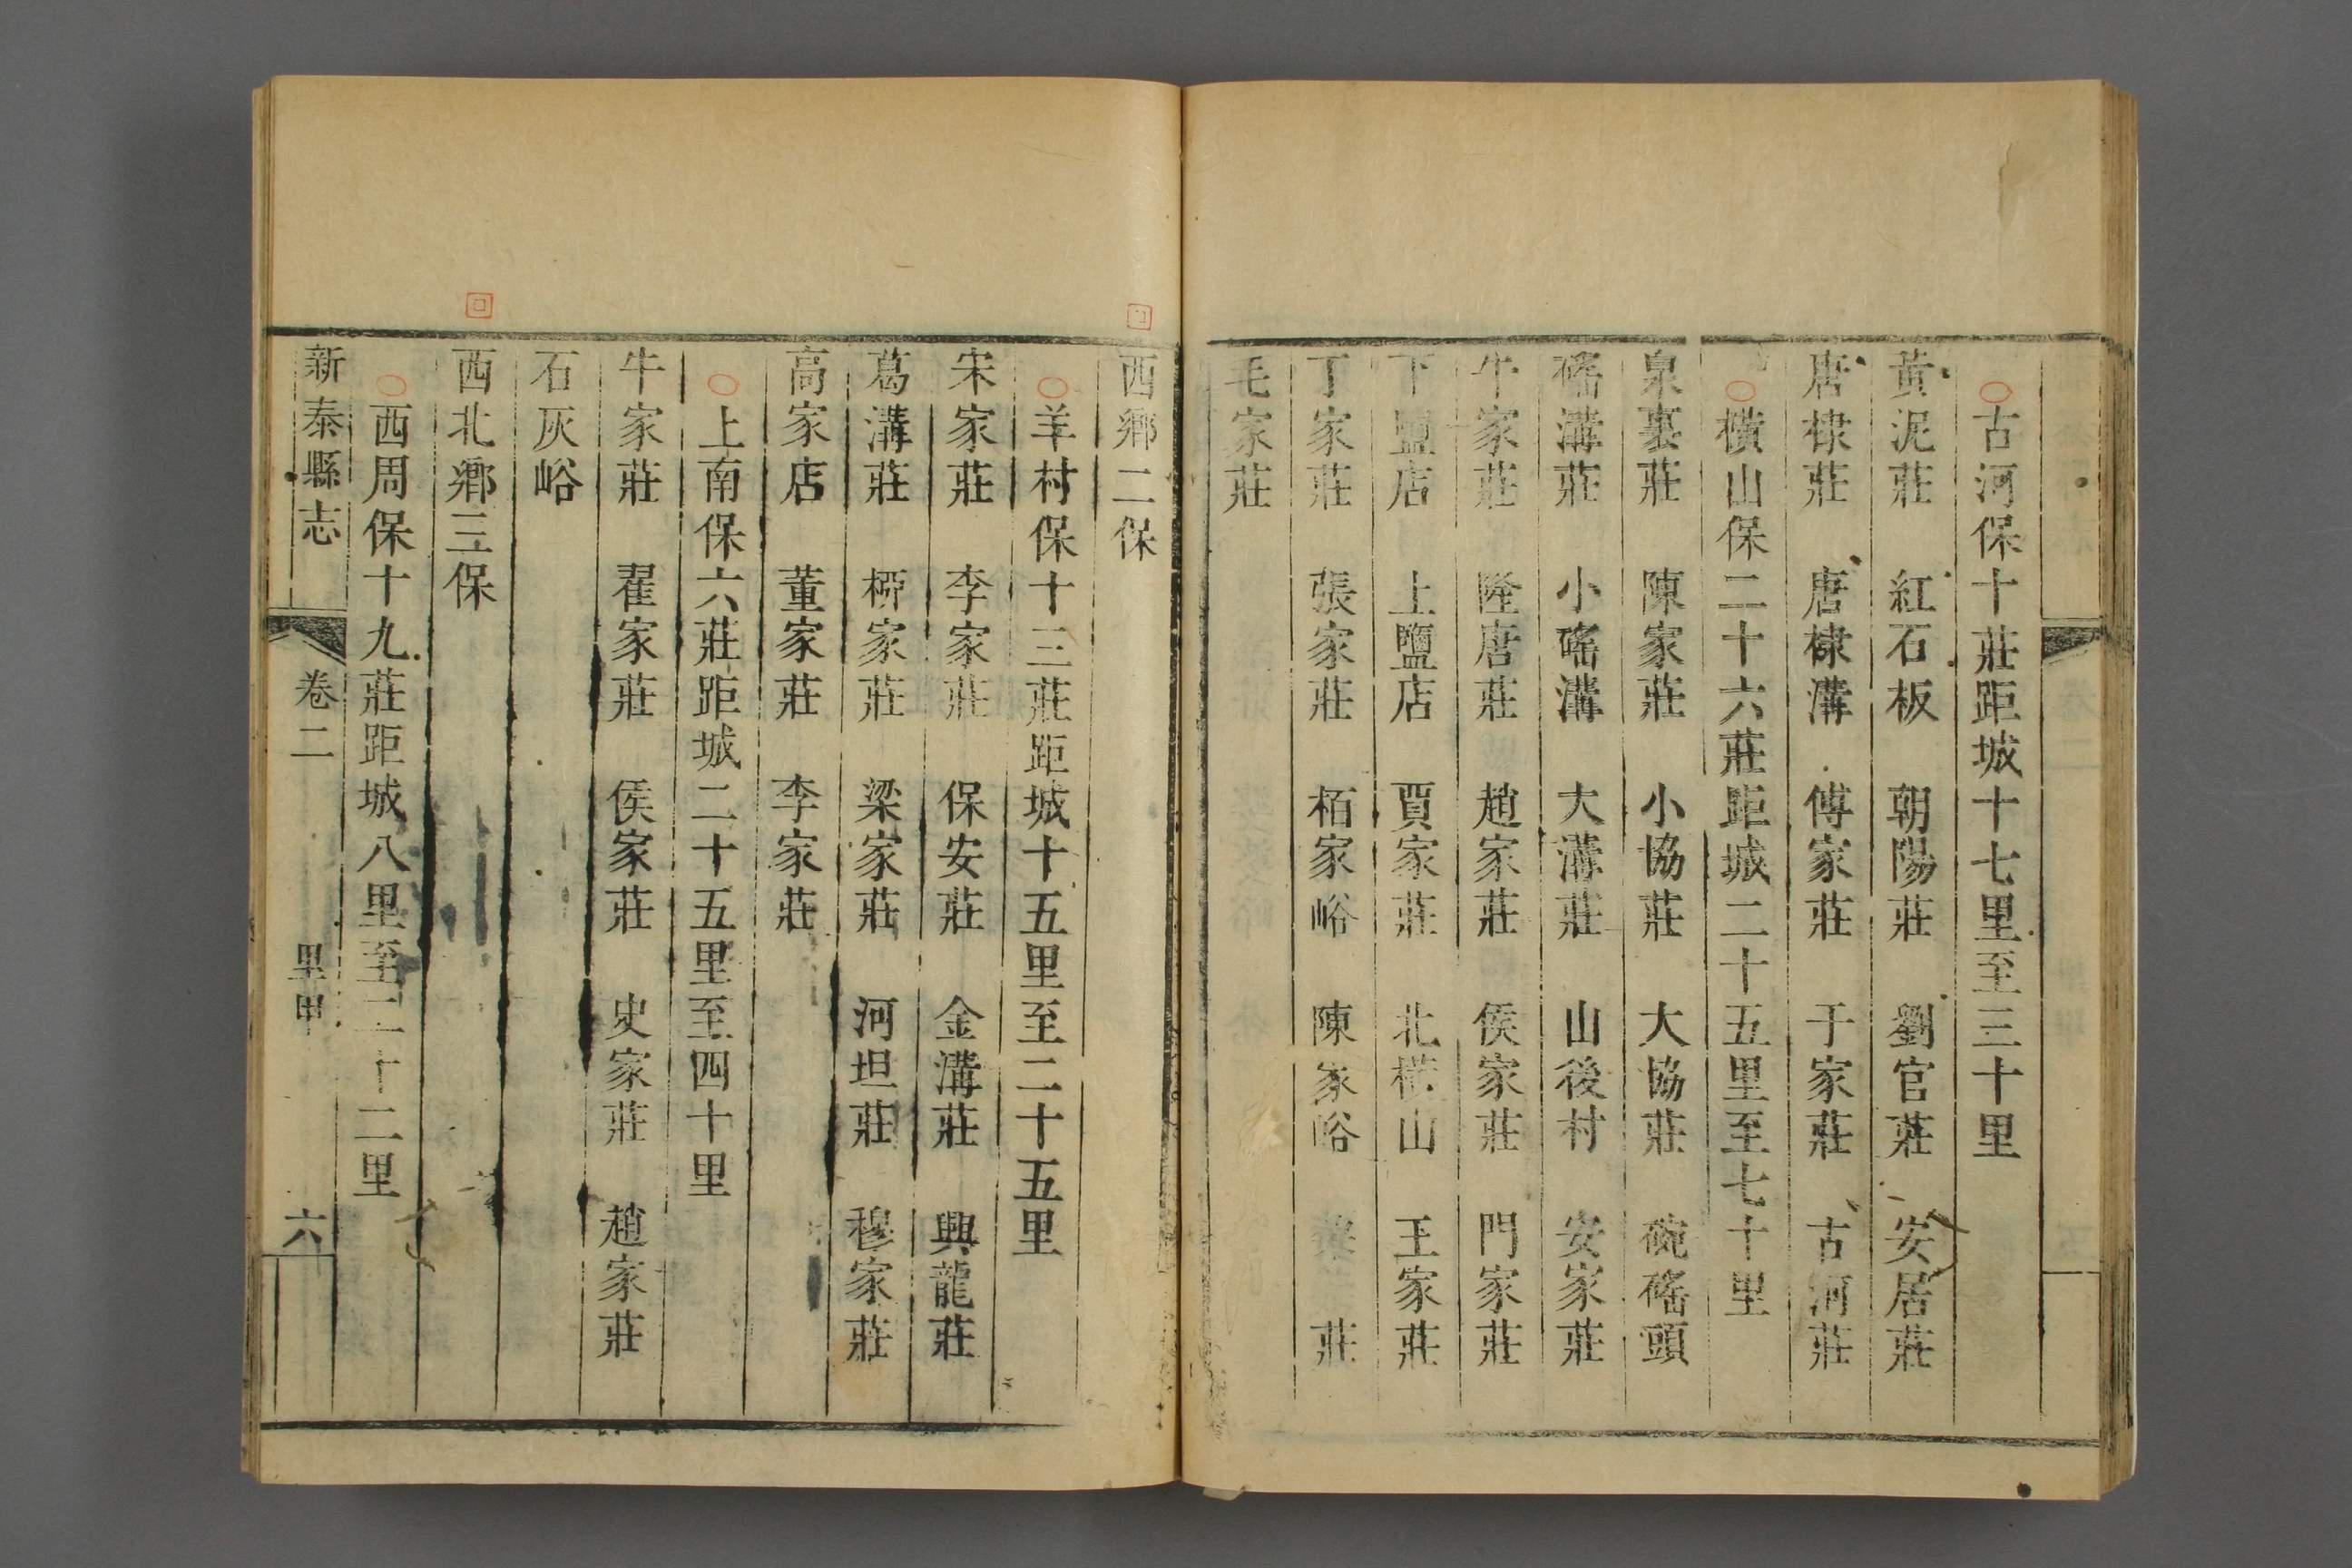 古河保十莊距城十七里至三十里
黃泥莊 紅石板 朝陽莊 劉官莊 安居莊
唐棣莊 唐棣溝 傅家莊 于家莊 古河莊
橫山保二十六莊距城二十五里至七十里
泉裏莊 陳家莊 小協莊 大協莊 碗磘頭
磘溝莊 小磘溝 大溝莊 山後村 安家莊
牛家莊 隆唐莊 趙家莊 侯家莊 門家莊
下鹽店 上鹽店 賈家莊 北橫山 王家莊
丁家莊 張家莊 栢家峪 陳家峪 莊
毛家莊
西鄉二保
羊村保十三莊距城十五里至二十五里
宋家莊 李家莊 保安莊 金溝莊 興龍莊
葛溝莊 栁家莊 梁家莊 河坦莊 穆家莊
高家店 董家莊 李家莊
上南保六莊距城二十五里至四十里
牛家莊 翟家莊 侯家莊 史家莊 趙家莊
石灰峪
西北鄉三保
西周保十九莊距城八里至二十二里
新泰縣志 卷二 里甲 六